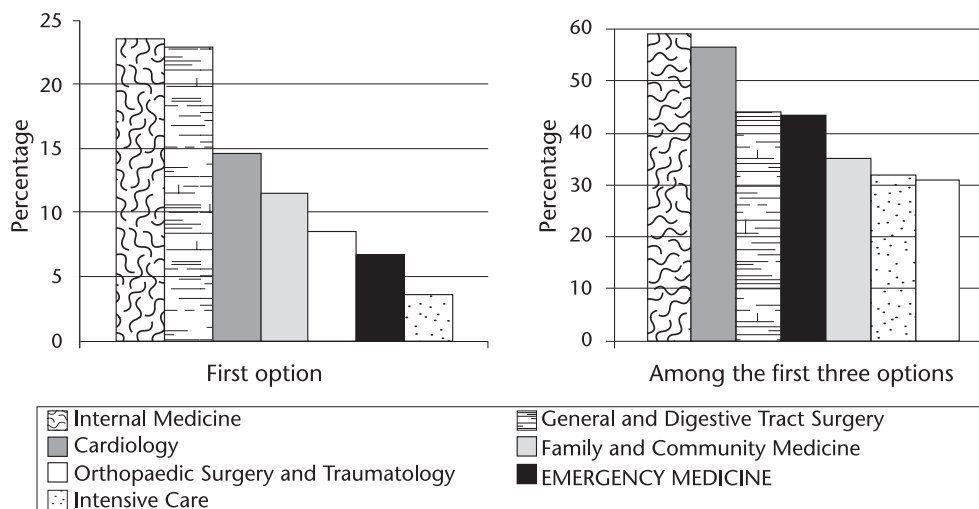 25
20
15
10
5
0
Percentage
First option
60
50
40
30
20
10
0
Percentage
Among the first three options
Internal Medicine
Cardiology
Orthopaedic Surgery and Traumatology
Intensive Care
General and Digestive Tract Surgery
Family and Community Medicine
EMERGENCY MEDICINE